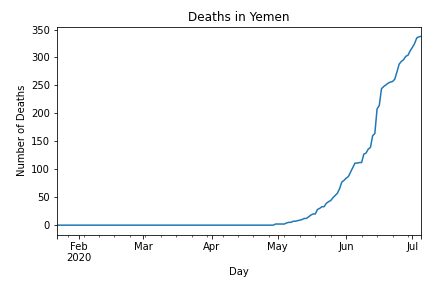 Deaths in Yemen
350
300
250
200
150
100
50
0
Number of Deaths
Feb
2020
Mar
Apr
May
Jun
Jul
Day